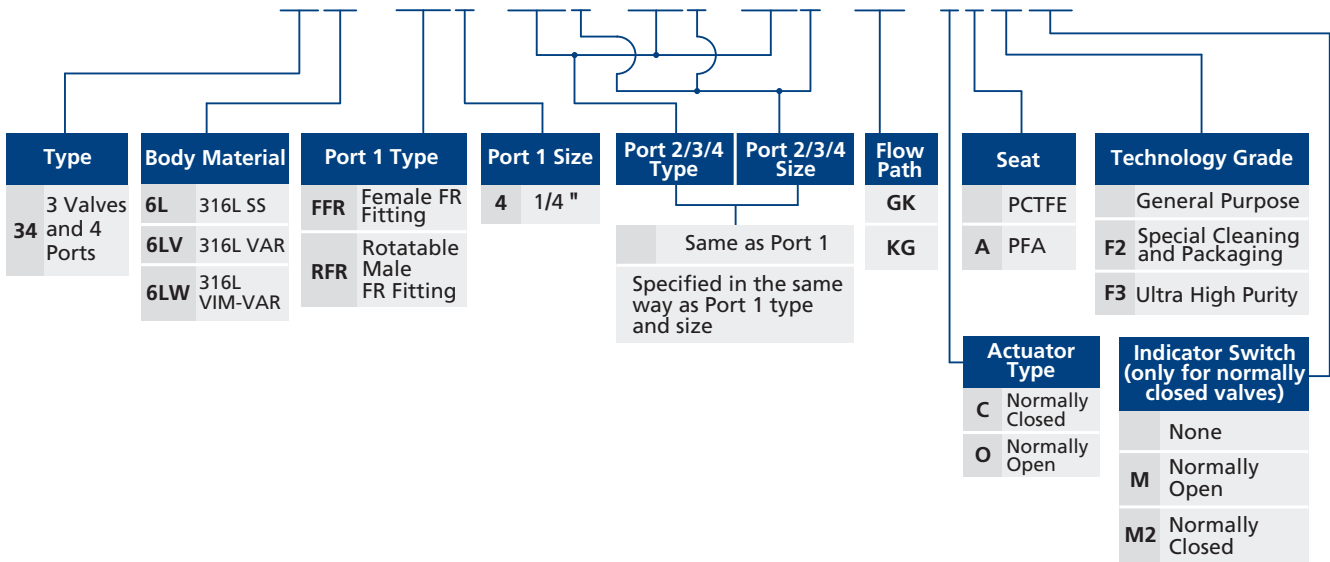 Type
34 3 Valves
and 4
Ports
Body Material
6L 316L SS
6LV 316L VAR
6LW 316L
VIM-VAR
Port 1 Type
FFR Female FR
Fitting
RFR Rotatable
Male
FR Fitting
Port 1 Size
4 1/4 "
Port 2/3/4
Type
Port 2/3/4
Size
Same as Port 1
Specified in the same
way as Port 1 type
and size
Flow
Path
GK
KG
Seat
PCTFE
A PFA
Technology Grade
General Purpose
F2 Special Cleaning
and Packaging
F3 Ultra High Purity
Actuator
Type
C Normally
Closed
O Normally
Open
Indicator Switch
(only for normally
closed valves)
None
M Normally
Open
M2 Normally
Closed